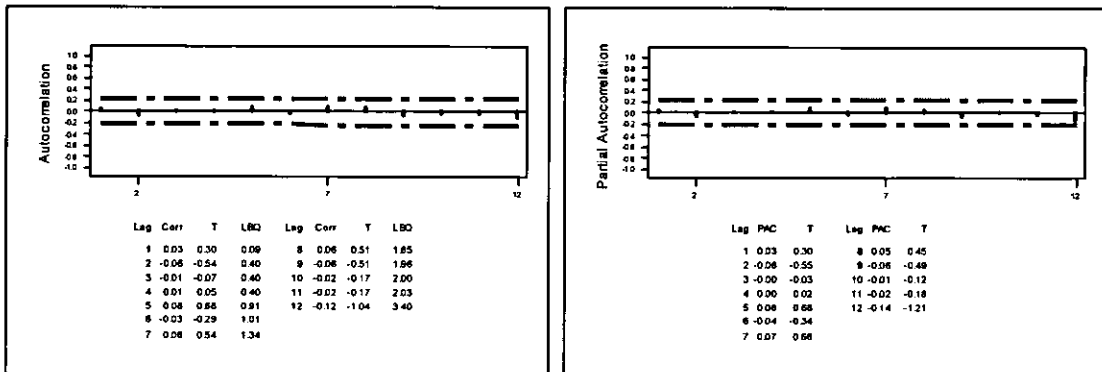 Autocorrelation
1.0
0.8
0.6
0.4
0.2
0.0
-0.2
-0.4
-0.6
-0.8
-1.0
2 7 12
Lag Corr T LBQ Lag Corr T LBQ
1 0.03 0.30 0.09 8 0.06 0.51 1.65
2 -0.06 -0.54 0.40 9 -0.06 -0.51 1.96
3 -0.01 -0.07 0.40 10 -0.02 -0.17 2.00
4 0.01 0.05 0.40 11 -0.02 -0.17 2.03
5 0.08 0.68 0.91 12 -0.12 -1.04 3.40
6 -0.03 -0.29 1.01
7 0.06 0.54 1.34
Partial Autocorrelation
1.0
0.8
0.6
0.4
0.2
0.0
-0.2
-0.4
-0.6
-0.8
-1.0
2 7 12
Lag PAC T Lag PAC T
1 0.03 0.30 8 0.05 0.45
2 -0.06 -0.55 9 -0.06 -0.49
3 -0.00 -0.03 10 -0.01 -0.12
4 0.00 0.02 11 -0.02 -0.18
5 0.08 0.68 12 -0.14 -1.21
6 -0.04 -0.34
7 0.07 0.66